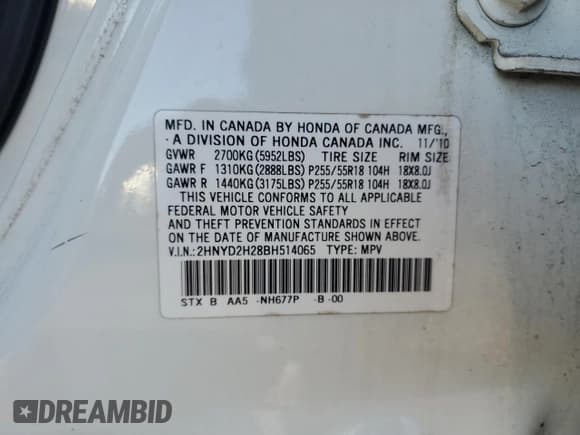 MFD. IN CANADA BY HONDA OF CANADA MFG.,
- A DIVISION OF HONDA CANADA INC. 11/'10
GVWR 2700KG(5952LBS) TIRE SIZE RIM SIZE
GAWR F 1310KG(2888LBS) P255/55R18 104H 18X8.0J
GAWR R 1440KG(3175LBS) P255/55R18 104H 18X8.0J
THIS VEHICLE CONFORMS TO ALL APPLICABLE
FEDERAL MOTOR VEHICLE SAFETY
AND THEFT PREVENTION STANDARDS IN EFFECT
ON THE DATE OF MANUFACTURE SHOWN ABOVE.
V.I.N.:2HNYD2H28BH514065 TYPE: MPV
STX B AA5 -NH677P -B-00
DREAMBID